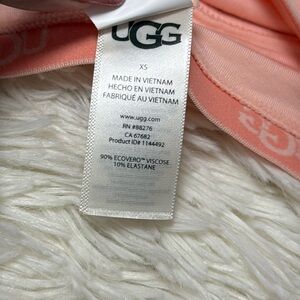 UGG
XS
MADE IN VIETNAM
HECHO EN VIETNAM
FABRIQUÉ AU VIETNAM
www.ugg.com
RN #88276
CA 67682
Product ID# 1144492
90% ECOVERO™ VISCOSE
10% ELASTANE